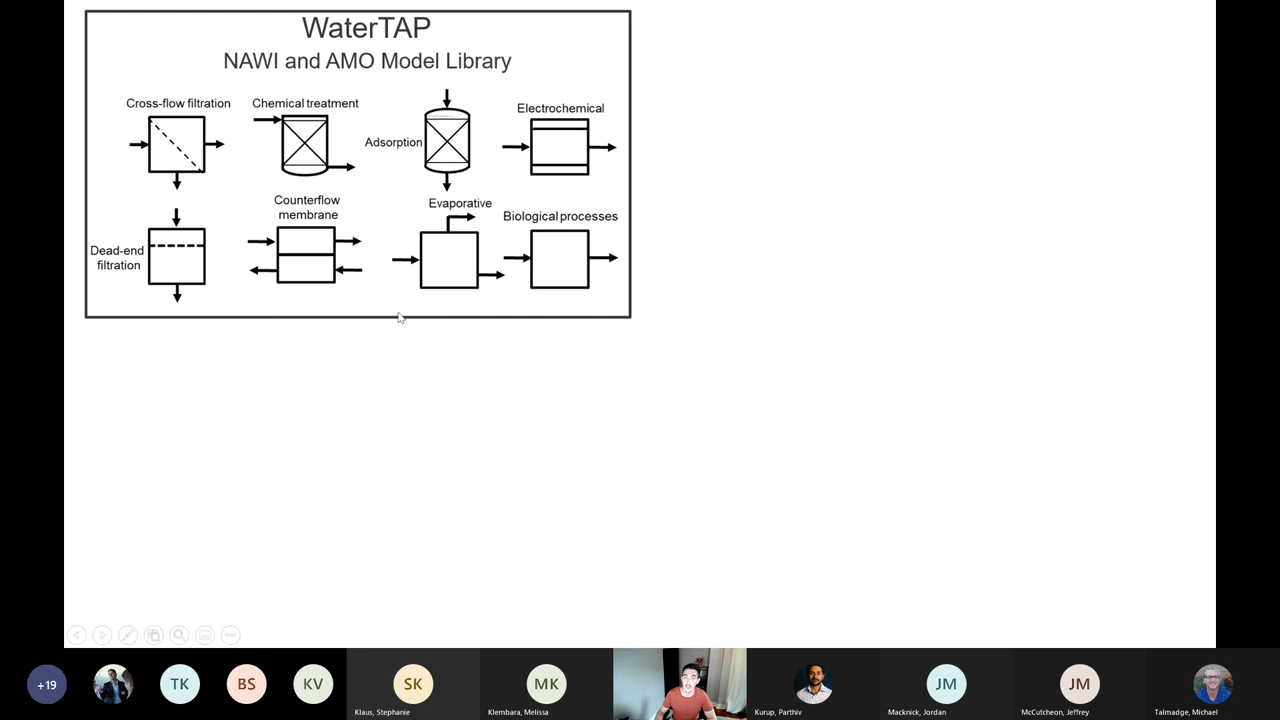 WaterTAP
NAWI and AMO Model Library
Cross-flow filtration
Chemical treatment
Adsorption
Electrochemical
Dead-end
filtration
Counterflow
membrane
Evaporative
Biological processes
+19
TK
BS
KV
SK
Klaus, Stephanie
MK
Klembara, Melissa
Kurup, Parthiv
JM
Macknick, Jordan
JM
McCutcheon, Jeffrey
Talmadge, Michael